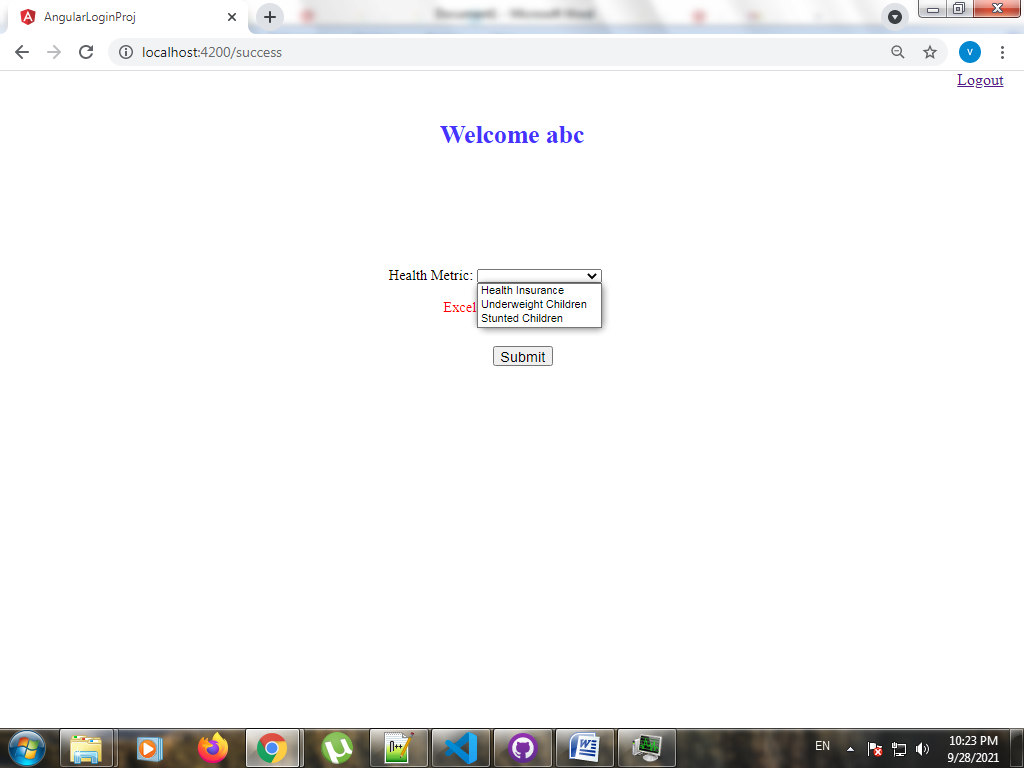 AngularLoginProj
localhost:4200/success
V
Logout
Welcome abc
Health Metric:
Health Insurance
Underweight Children
Stunted Children
Excel
Submit
EN
10:23 PM
9/28/2021